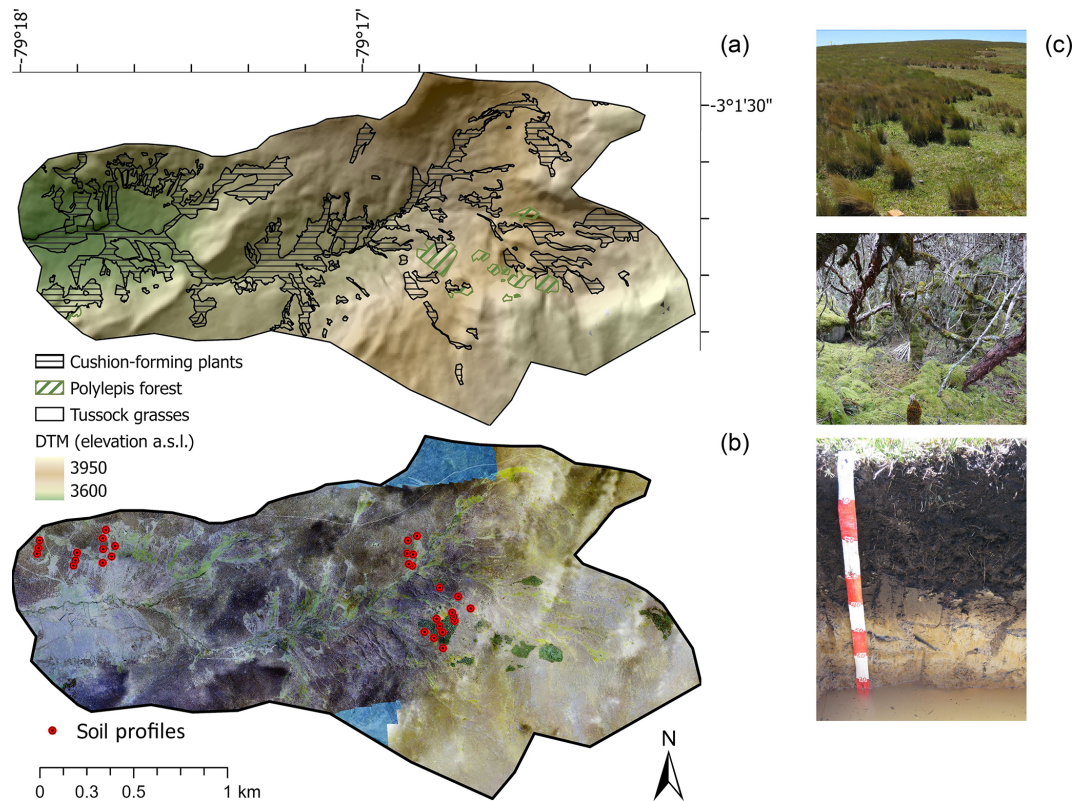 -79°18'
-79°17'
(a)
(c)
-3°1'30"
Cushion-forming plants
Polylepis forest
Tussock grasses
DTM (elevation a.s.l.)
3950
3600
(b)
Soil profiles
N
0 0.3 0.5 1 km